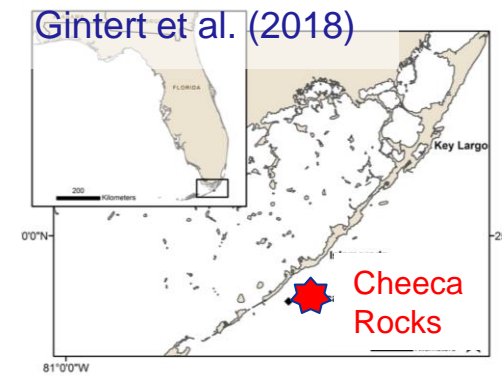 Gintert et al. (2018)
FLORIDA
200
Kilometers
Key Largo
0'0"N
Cheeca
Rocks
81°0'0"W